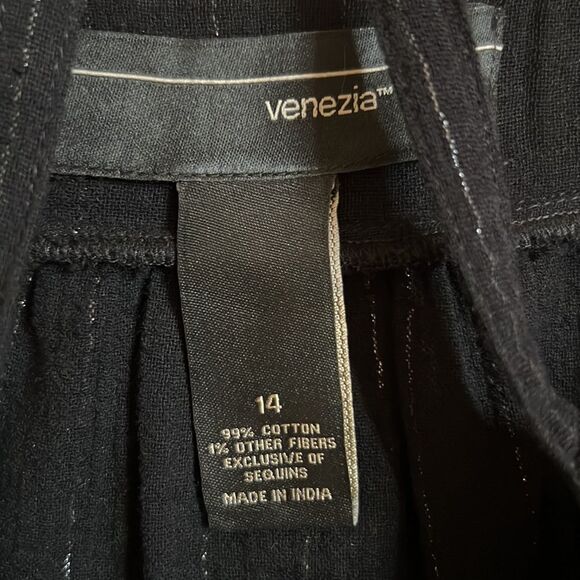 venezia™
14
99% COTTON
1% OTHER FIBERS
EXCLUSIVE OF
SEQUINS
MADE IN INDIA